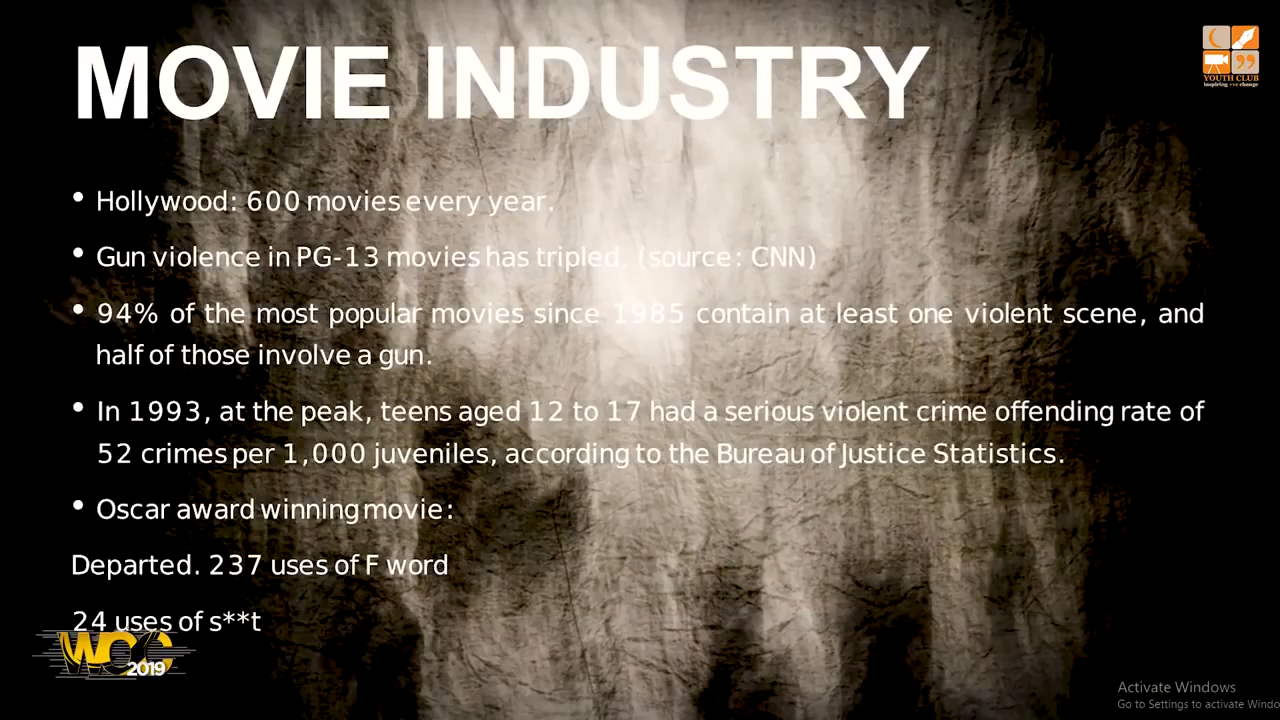 MOVIE INDUSTRY
YOUTH CLUB
• Hollywood: 600 movies every year.
• Gun violence in PG-13 movies has tripled. (source: CNN)
• 94% of the most popular movies since 1985 contain at least one violent scene, and
half of those involve a gun.
• In 1993, at the peak, teens aged 12 to 17 had a serious violent crime offending rate of
52 crimes per 1,000 juveniles, according to the Bureau of Justice Statistics.
• Oscar award winning movie:
Departed. 237 uses of F word
24 uses of s**t
2019
Activate Windows
Go to Settings to activate Windo